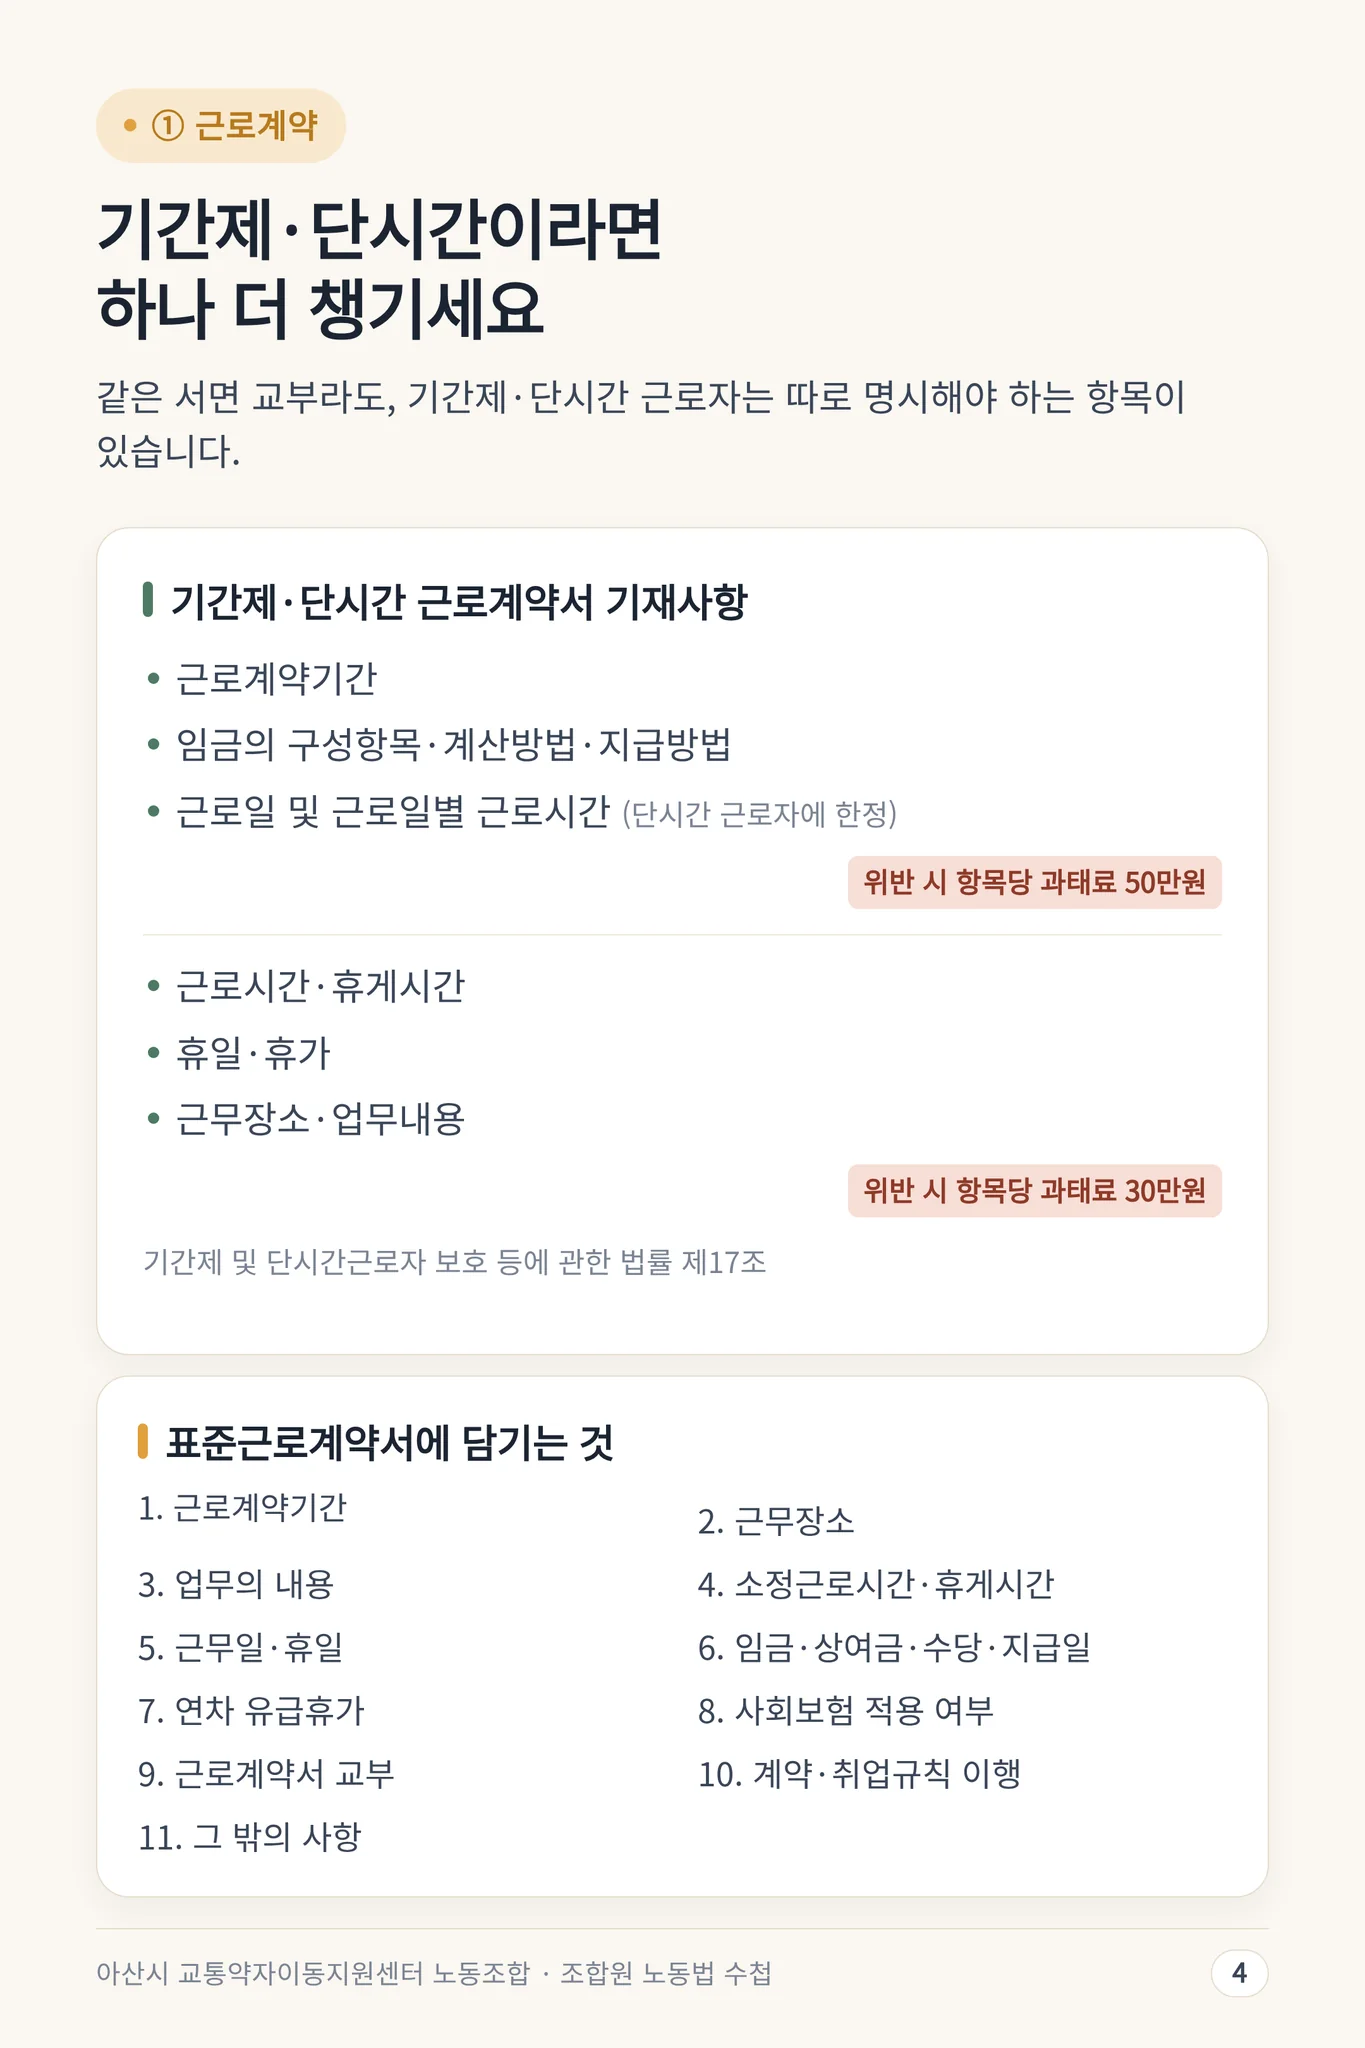 ① 근로계약
기간제·단시간이라면
하나 더 챙기세요
같은 서면 교부라도, 기간제·단시간 근로자는 따로 명시해야 하는 항목이
있습니다.
기간제·단시간 근로계약서 기재사항
• 근로계약기간
• 임금의 구성항목·계산방법·지급방법
• 근로일 및 근로일별 근로시간 (단시간 근로자에 한정)
위반 시 항목당 과태료 50만원
• 근로시간·휴게시간
• 휴일·휴가
• 근무장소·업무내용
위반 시 항목당 과태료 30만원
기간제 및 단시간근로자 보호 등에 관한 법률 제17조
표준근로계약서에 담기는 것
1. 근로계약기간
2. 근무장소
3. 업무의 내용
4. 소정근로시간·휴게시간
5. 근무일·휴일
6. 임금·상여금·수당·지급일
7. 연차 유급휴가
8. 사회보험 적용 여부
9. 근로계약서 교부
10. 계약·취업규칙 이행
11. 그 밖의 사항
아산시 교통약자이동지원센터 노동조합 · 조합원 노동법 수첩
4